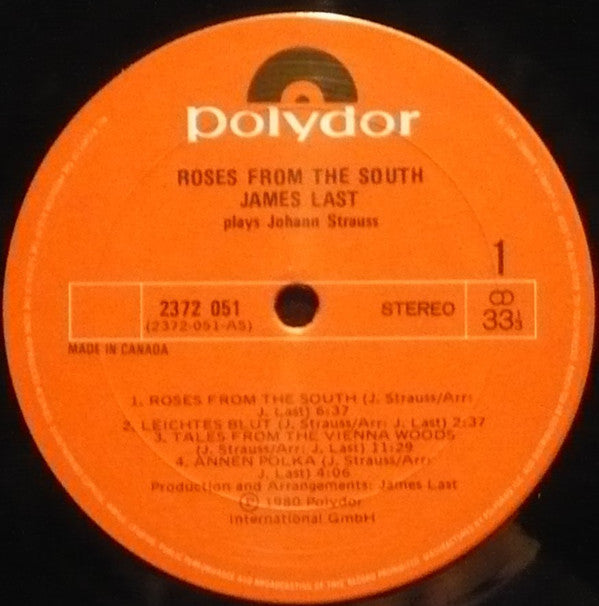 polydor
ROSES FROM THE SOUTH
JAMES LAST
plays Johann Strauss
1
2372 051
(2372-051-AS)
STEREO
33⅓
MADE IN CANADA
1. ROSES FROM THE SOUTH (J. Strauss/Arr:
J. Last) 6:37
2. LEICHTES BLUT (J. Strauss/Arr: J. Last) 2:37
3. TALES FROM THE VIENNA WOODS
(J. Strauss/Arr: J. Last) 11:29
4. ANNEN POLKA (J. Strauss/Arr:
J. Last) 4:06
Production and Arrangements: James Last
Ⓟ 1980 Polydor
International GmbH